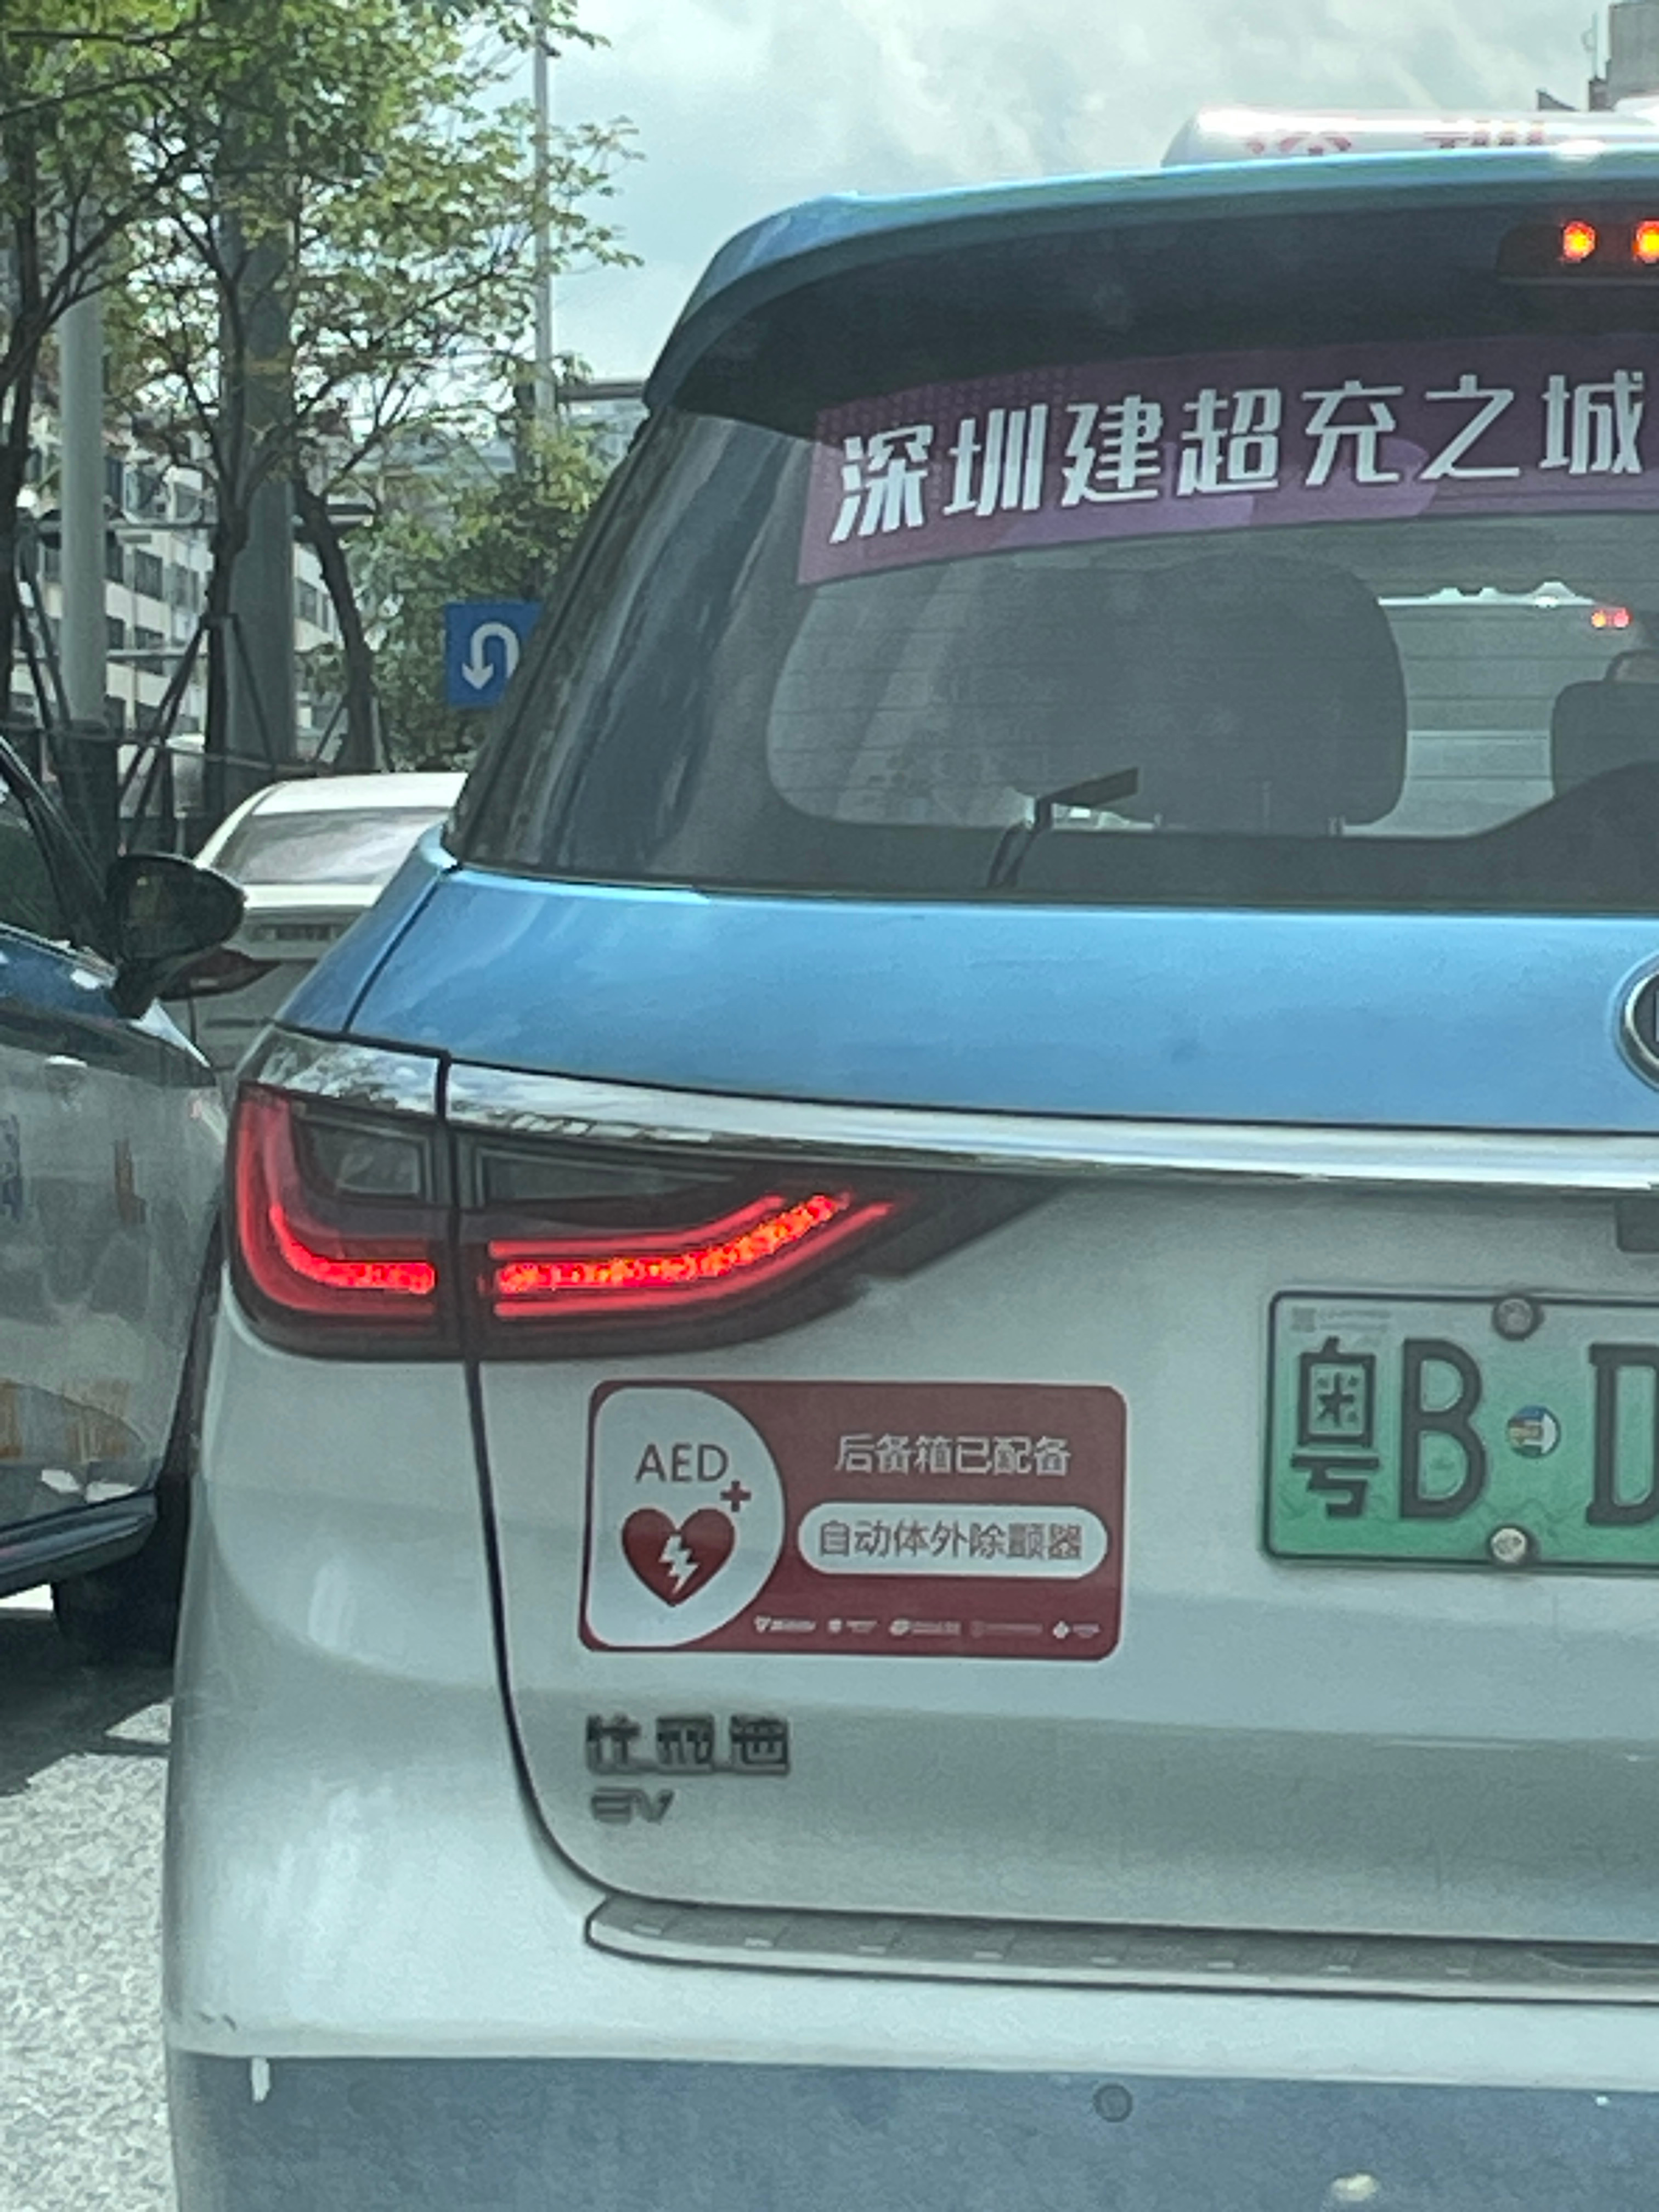 深圳建超充之城
粤B·D
AED
后备箱已配备
自动体外除颤器
比亚迪
EV